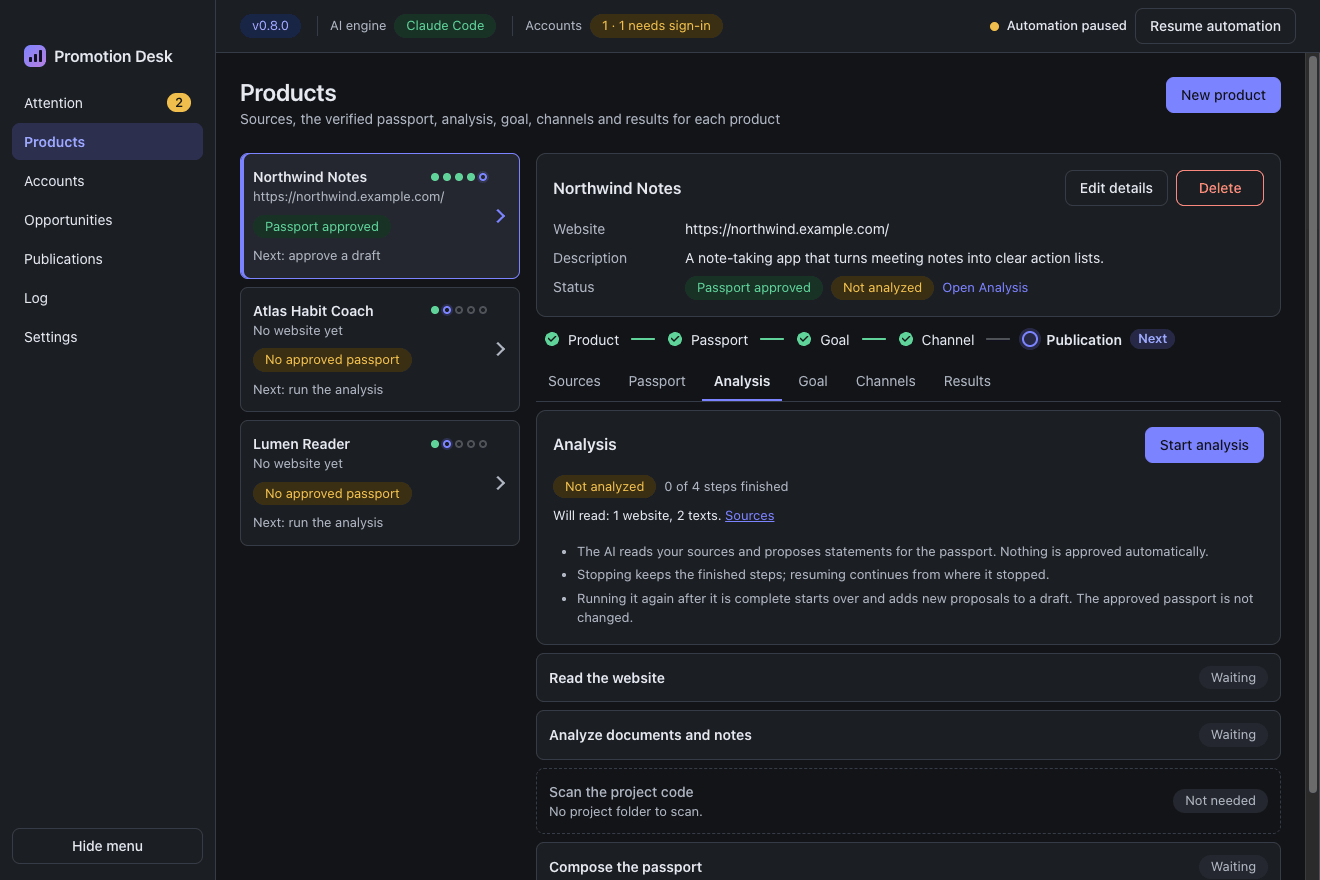 Promotion Desk
Attention 2
Products
Accounts
Opportunities
Publications
Log
Settings
Hide menu
v0.8.0 AI engine Claude Code Accounts 1 · 1 needs sign-in Automation paused Resume automation
Products
Sources, the verified passport, analysis, goal, channels and results for each product
New product
Northwind Notes
https://northwind.example.com/
Passport approved
Next: approve a draft
Atlas Habit Coach
No website yet
No approved passport
Next: run the analysis
Lumen Reader
No website yet
No approved passport
Next: run the analysis
Northwind Notes Edit details Delete
Website https://northwind.example.com/
Description A note-taking app that turns meeting notes into clear action lists.
Status Passport approved Not analyzed Open Analysis
Product Passport Goal Channel Publication Next
Sources Passport Analysis Goal Channels Results
Analysis Start analysis
Not analyzed 0 of 4 steps finished
Will read: 1 website, 2 texts. Sources
• The AI reads your sources and proposes statements for the passport. Nothing is approved automatically.
• Stopping keeps the finished steps; resuming continues from where it stopped.
• Running it again after it is complete starts over and adds new proposals to a draft. The approved passport is not
changed.
Read the website Waiting
Analyze documents and notes Waiting
Scan the project code
No project folder to scan.
Not needed
Compose the passport Waiting